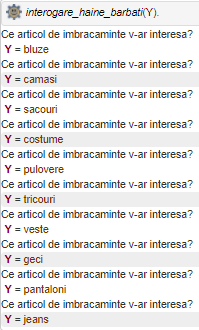 interogare_haine_barbati(Y).
Ce articol de imbracaminte v-ar interesa?
Y = bluze
Ce articol de imbracaminte v-ar interesa?
Y = camasi
Ce articol de imbracaminte v-ar interesa?
Y = sacouri
Ce articol de imbracaminte v-ar interesa?
Y = costume
Ce articol de imbracaminte v-ar interesa?
Y = pulovere
Ce articol de imbracaminte v-ar interesa?
Y = tricouri
Ce articol de imbracaminte v-ar interesa?
Y = veste
Ce articol de imbracaminte v-ar interesa?
Y = geci
Ce articol de imbracaminte v-ar interesa?
Y = pantaloni
Ce articol de imbracaminte v-ar interesa?
Y = jeans